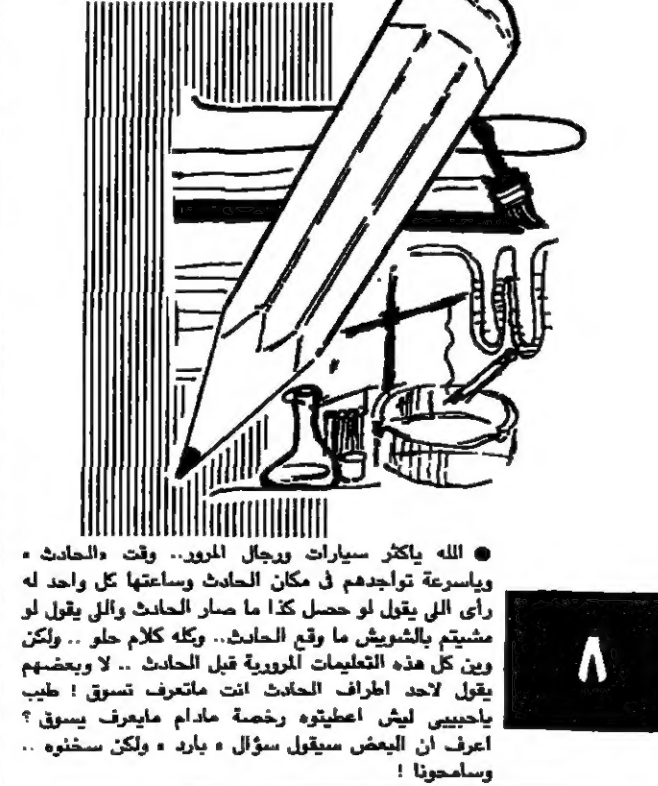 ● الله ياكثر سيارات ورجال المرور.. وقت «الحادث»
وياسرعة تواجدهم فى مكان الحادث وساعتها كل واحد له
رأى اللى يقول لو حصل كذا ما صار الحادث واللى يقول لو
مشيتم بالشويش ما وقع الحادث.. وكله كلام حلو .. ولكن
وين كل هذه التعليمات المرورية قبل الحادث .. لا وبعضهم
يقول لاحد اطراف الحادث انت ماتعرف تسوق ! طيب
ياحبيبى ليش اعطيتوه رخصة مادام مايعرف يسوق ؟
اعرف ان البعض سيقول سؤال « بارد » ولكن سخنوه ..
وسامحونا !
٨